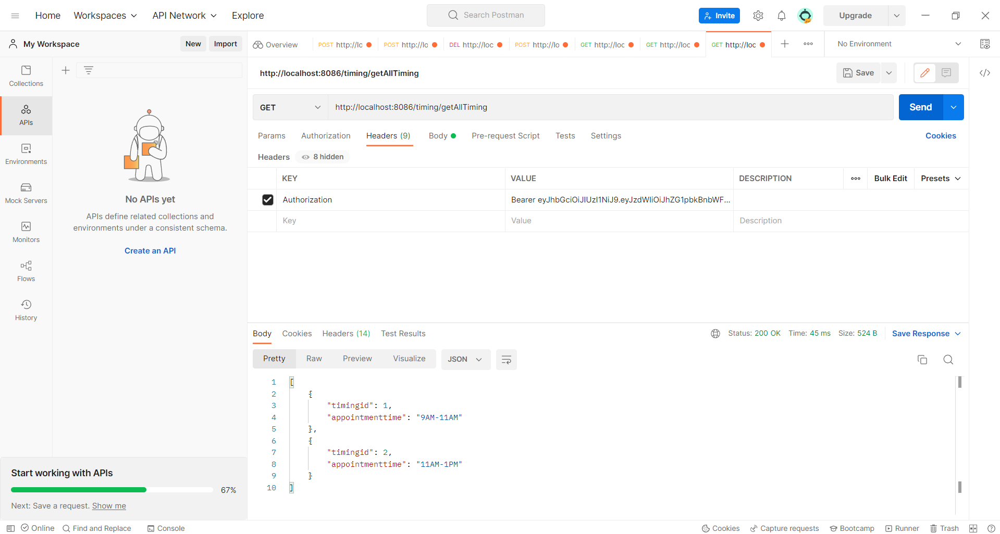 Home Workspaces API Network Explore Search Postman Invite Upgrade
My Workspace New Import Overview POST http://lc POST http://lo DEL http://loc POST http://lo GET http://loc GET http://loc GET http://loc No Environment
Collections
APIs
Environments
Mock Servers
Monitors
Flows
History
No APIs yet
APIs define related collections and
environments under a consistent schema.
Create an API
Start working with APIs
67%
Next: Save a request. Show me
http://localhost:8086/timing/getAllTiming Save
GET http://localhost:8086/timing/getAllTiming Send
Params Authorization Headers (9) Body Pre-request Script Tests Settings Cookies
Headers 8 hidden
KEY VALUE DESCRIPTION Bulk Edit Presets
Authorization Bearer eyJhbGciOiJIUzI1NiJ9.eyJzdWIiOiJhZG1pbkBnbWF...
Key Value Description
Body Cookies Headers (14) Test Results Status: 200 OK Time: 45 ms Size: 524 B Save Response
Pretty Raw Preview Visualize JSON
1 [
2 {
3 "timingid": 1,
4 "appointmenttime": "9AM-11AM"
5 },
6 {
7 "timingid": 2,
8 "appointmenttime": "11AM-1PM"
9 }
10 ]
Online Find and Replace Console Cookies Capture requests Bootcamp Runner Trash